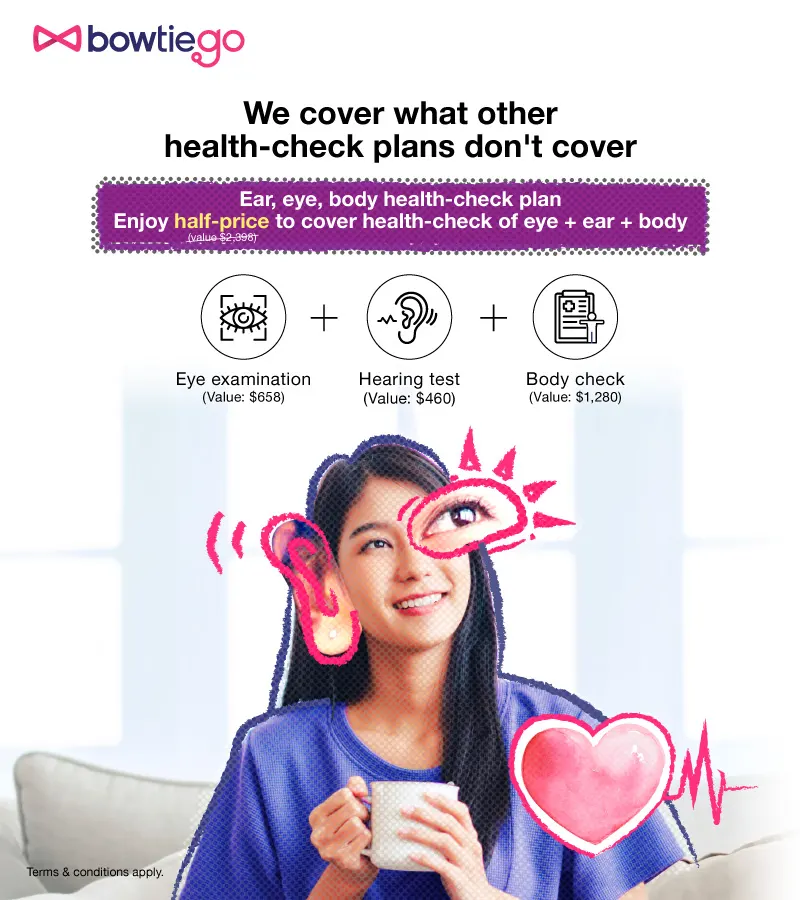 bowtiego
We cover what other
health-check plans don't cover
Ear, eye, body health-check plan
Enjoy half-price to cover health-check of eye + ear + body
(value $2,398)
Eye examination
(Value: $658)
+
Hearing test
(Value: $460)
+
Body check
(Value: $1,280)
Terms & conditions apply.